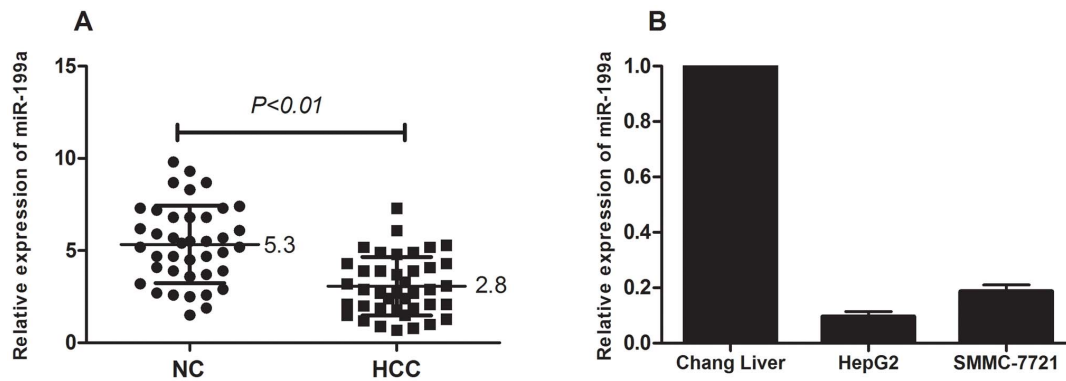 A
Relative expression of miR-199a
15
10
5
0
P<0.01
5.3
2.8
NC
HCC
B
Relative expression of miR-199a
1.0
0.8
0.6
0.4
0.2
0.0
Chang Liver
HepG2
SMMC-7721